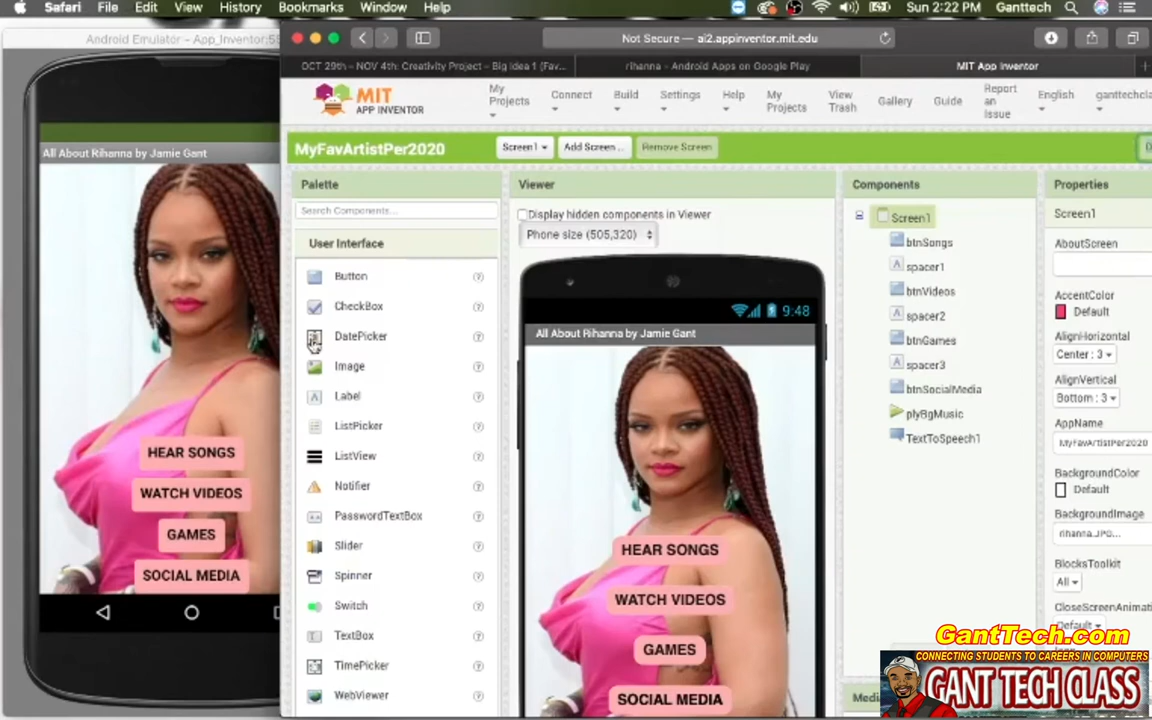 Safari File Edit View History Bookmarks Window Help Sun 2:22 PM Ganttech
Android Emulator – App_Inventor:55
Not Secure — ai2.appinventor.mit.edu
OCT 29th – NOV 4th: Creativity Project – Big Idea 1 (Fav... rihanna – Android Apps on Google Play MIT App Inventor
MIT
APP INVENTOR
My Projects Connect Build Settings Help My Projects View Trash Gallery Guide Report an Issue English
MyFavArtistPer2020 Screen1 Add Screen... Remove Screen
Palette Viewer Components Properties
Search Components...
User Interface
Button
CheckBox
DatePicker
Image
Label
ListPicker
ListView
Notifier
PasswordTextBox
Slider
Spinner
Switch
TextBox
TimePicker
WebViewer
Display hidden components in Viewer
Phone size (505,320)
9:48
All About Rihanna by Jamie Gant
HEAR SONGS
WATCH VIDEOS
GAMES
SOCIAL MEDIA
All About Rihanna by Jamie Gant
HEAR SONGS
WATCH VIDEOS
GAMES
SOCIAL MEDIA
Screen1
btnSongs
spacer1
btnVideos
spacer2
btnGames
spacer3
btnSocialMedia
plyBgMusic
TextToSpeech1
Screen1
AboutScreen
AccentColor
Default
AlignHorizontal
Center : 3
AlignVertical
Bottom : 3
AppName
MyFavArtistPer2020
BackgroundColor
Default
BackgroundImage
rihanna.JPG...
BlocksToolkit
All
CloseScreenAnimati
Default
GantTech.com
CONNECTING STUDENTS TO CAREERS IN COMPUTERS
GANT TECH CLASS